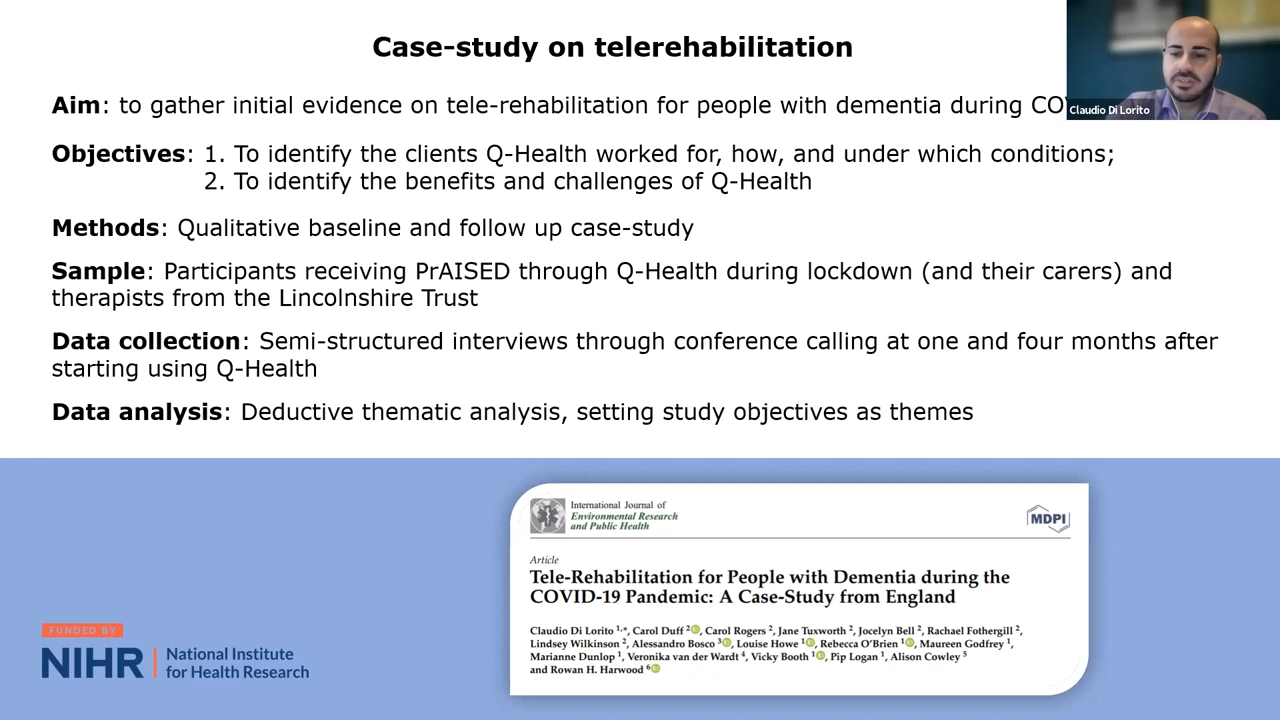 Case-study on telerehabilitation
Aim: to gather initial evidence on tele-rehabilitation for people with dementia during
Claudio Di Lorito
Objectives: 1. To identify the clients Q-Health worked for, how, and under which conditions;
2. To identify the benefits and challenges of Q-Health
Methods: Qualitative baseline and follow up case-study
Sample: Participants receiving PrAISED through Q-Health during lockdown (and their carers) and
therapists from the Lincolnshire Trust
Data collection: Semi-structured interviews through conference calling at one and four months after
starting using Q-Health
Data analysis: Deductive thematic analysis, setting study objectives as themes
International Journal of
Environmental Research
and Public Health
MDPI
Article
Tele-Rehabilitation for People with Dementia during the
COVID-19 Pandemic: A Case-Study from England
Claudio Di Lorito 1,*, Carol Duff 2, Carol Rogers 2, Jane Tuxworth 2, Jocelyn Bell 2, Rachael Fothergill 2,
Lindsey Wilkinson 2, Alessandro Bosco 3, Louise Howe 1, Rebecca O'Brien 1, Maureen Godfrey 1,
Marianne Dunlop 1, Veronika van der Wardt 4, Vicky Booth 1, Pip Logan 1, Alison Cowley 5
and Rowan H. Harwood 6
FUNDED BY
NIHR | National Institute
for Health Research